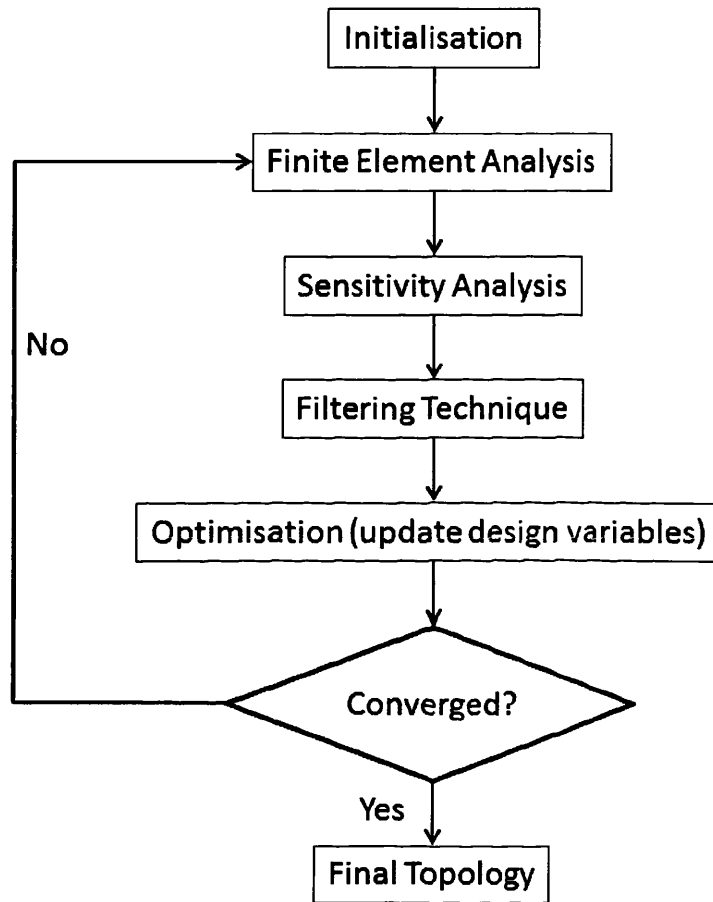 Initialisation
Finite Element Analysis
Sensitivity Analysis
No
Filtering Technique
Optimisation (update design variables)
Converged?
Yes
Final Topology